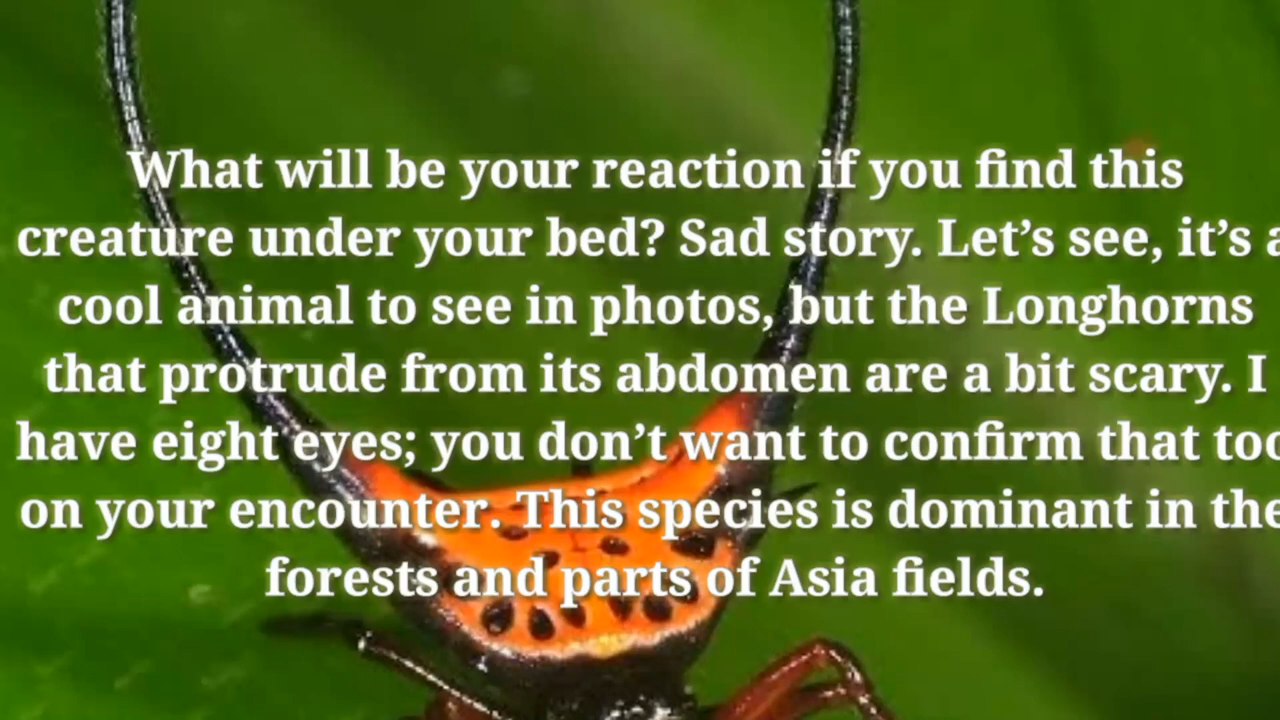 What will be your reaction if you find this
creature under your bed? Sad story. Let’s see, it’s a
cool animal to see in photos, but the Longhorns
that protrude from its abdomen are a bit scary. I
have eight eyes; you don’t want to confirm that too
on your encounter. This species is dominant in the
forests and parts of Asia fields.